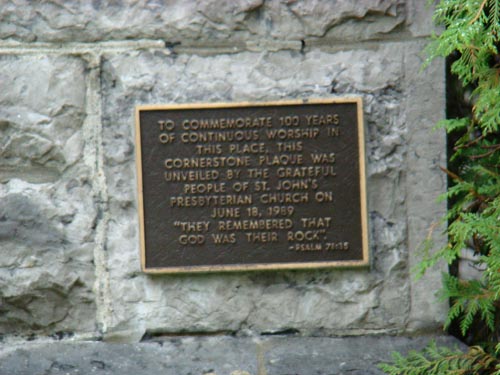 TO COMMEMORATE 100 YEARS
OF CONTINUOUS WORSHIP IN
THIS PLACE, THIS
CORNERSTONE PLAQUE WAS
UNVEILED BY THE GRATEFUL
PEOPLE OF ST. JOHN'S
PRESBYTERIAN CHURCH ON
JUNE 18, 1989
"THEY REMEMBERED THAT
GOD WAS THEIR ROCK".
-PSALM 78:35